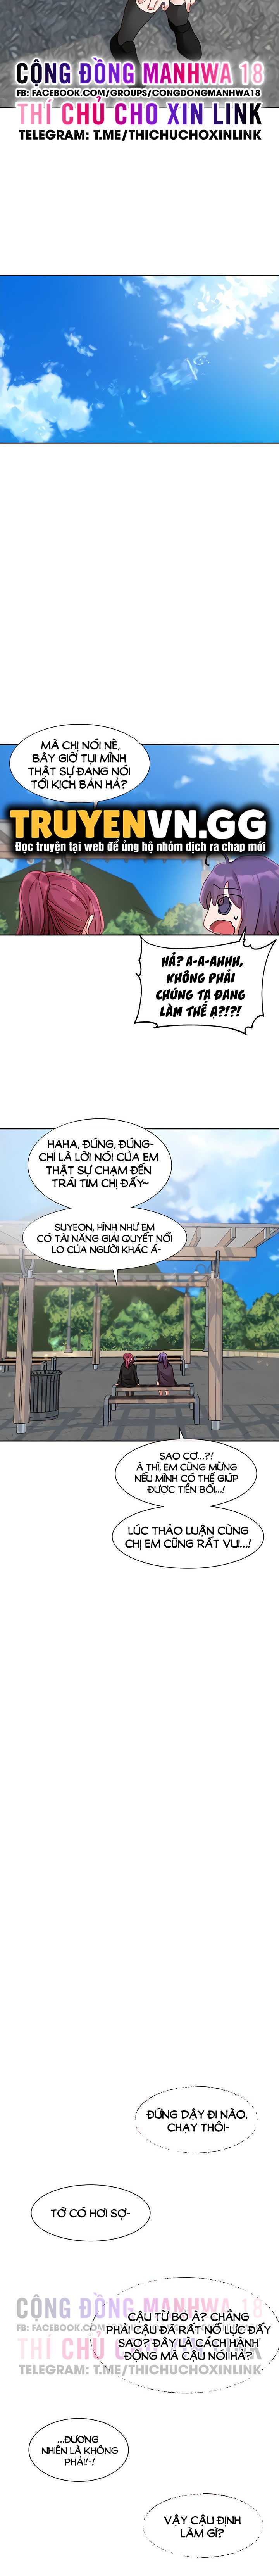 CỘNG ĐỒNG MANHWA 18
FB: FACEBOOK.COM/GROUPS/CONGDONGMANHWA18
THÍ CHỦ CHO XIN LINK
TELEGRAM: T.ME/THICHUCHOXINLINK
MÀ CHỊ NÓI NÈ,
BÂY GIỜ TỤI MÌNH
THẬT SỰ ĐANG NÓI
TỚI KỊCH BẢN HẢ?
TRUYENVN.GG
Đọc truyện tại web để ủng hộ nhóm dịch ra chap mới
HẢ? A-A-AHHH,
KHÔNG PHẢI
CHÚNG TA ĐANG
LÀM THẾ Ạ?!?!
HAHA, ĐÚNG, ĐÚNG-
CHỈ LÀ LỜI NÓI CỦA EM
THẬT SỰ CHẠM ĐẾN
TRÁI TIM CHỊ ĐẤY~
SUYEON, HÌNH NHƯ EM
CÓ TÀI NĂNG GIẢI QUYẾT NỖI
LO CỦA NGƯỜI KHÁC Á-
SAO CƠ...?!
À THÌ, EM CŨNG MỪNG
NẾU MÌNH CÓ THỂ GIÚP
ĐƯỢC TIỀN BỐI...!
LÚC THẢO LUẬN CÙNG
CHỊ EM CŨNG RẤT VUI...!
ĐỨNG DẬY ĐI NÀO,
CHẠY THÔI-
TỚ CÓ HƠI SỢ-
CỘNG ĐỒNG MANHWA 18
FB: FACEBOOK.COM/GROUPS/CONGDONGMANHWA18
THÍ CHỦ CHO XIN LINK
TELEGRAM: T.ME/THICHUCHOXINLINK
CẬU TỪ BỎ À? CHẲNG
PHẢI CẬU ĐÃ RẤT NỖ LỰC ĐẤY
SAO? ĐÂY LÀ CÁCH HÀNH
ĐỘNG MÀ CẬU NÓI HẢ?
...ĐƯƠNG
NHIÊN LÀ KHÔNG
PHẢI!-!
VẬY CẬU ĐỊNH
LÀM GÌ?